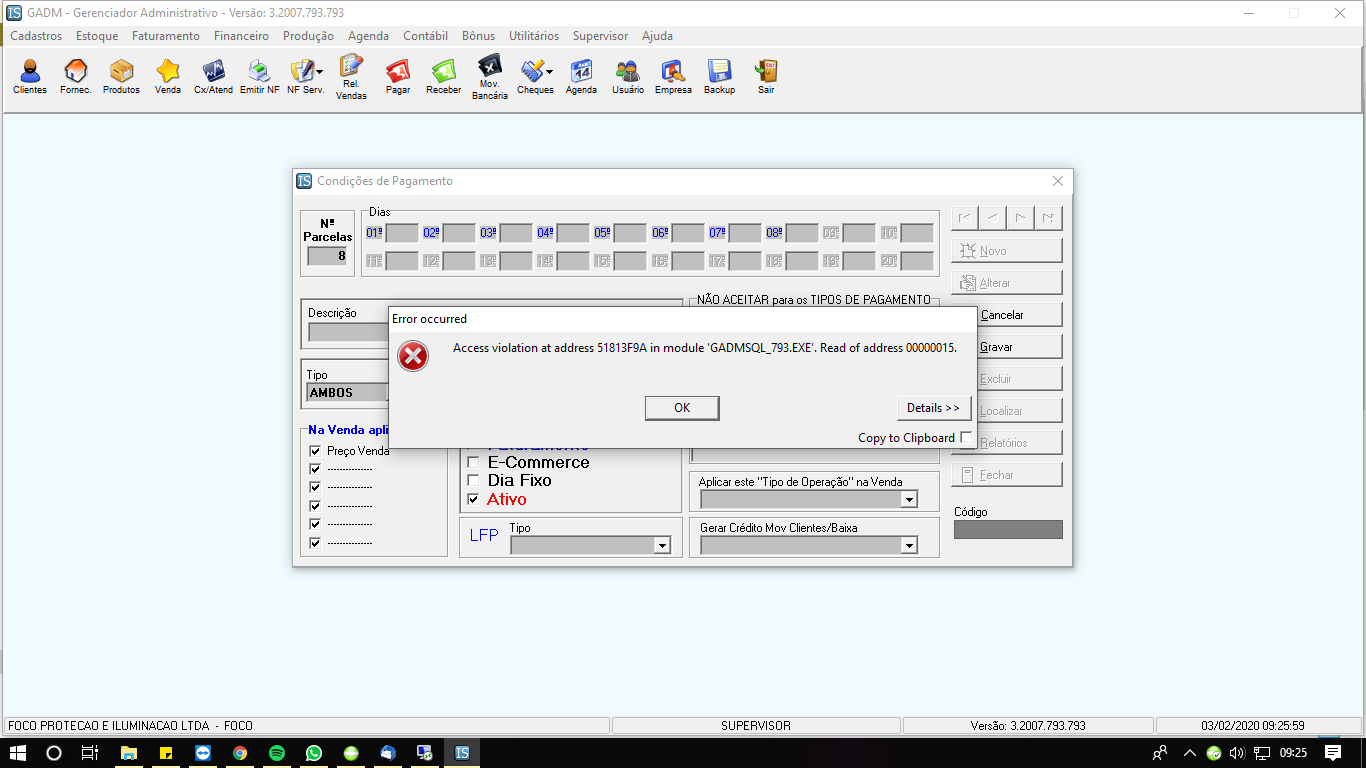 IS GADM - Gerenciador Administrativo - Versão: 3.2007.793.793
Cadastros Estoque Faturamento Financeiro Produção Agenda Contábil Bônus Utilitários Supervisor Ajuda
Clientes Fornec. Produtos Venda Cx/Atend Emitir NF NF Serv. Rel. Vendas Pagar Receber Mov. Bancária Cheques Agenda Usuário Empresa Backup Sair
IS Condições de Pagamento
Nº Parcelas
8
Dias
01º 02º 03º 04º 05º 06º 07º 08º 09º 10º
11º 12º 13º 14º 15º 16º 17º 18º 19º 20º
Novo
Alterar
Cancelar
Gravar
Excluir
Localizar
Relatórios
Fechar
Código
NÃO ACEITAR para os TIPOS DE PAGAMENTO
Descrição
Error occurred
Access violation at address 51813F9A in module 'GADMSQL_793.EXE'. Read of address 00000015.
OK
Details >>
Copy to Clipboard
Tipo
AMBOS
Na Venda apli
Preço Venda
--------------
--------------
--------------
--------------
--------------
E-Commerce
Dia Fixo
Ativo
LFP Tipo
Aplicar este "Tipo de Operação" na Venda
Gerar Crédito Mov Clientes/Baixa
FOCO PROTECAO E ILUMINACAO LTDA - FOCO
SUPERVISOR
Versão: 3.2007.793.793
03/02/2020 09:25:59
IS
09:25